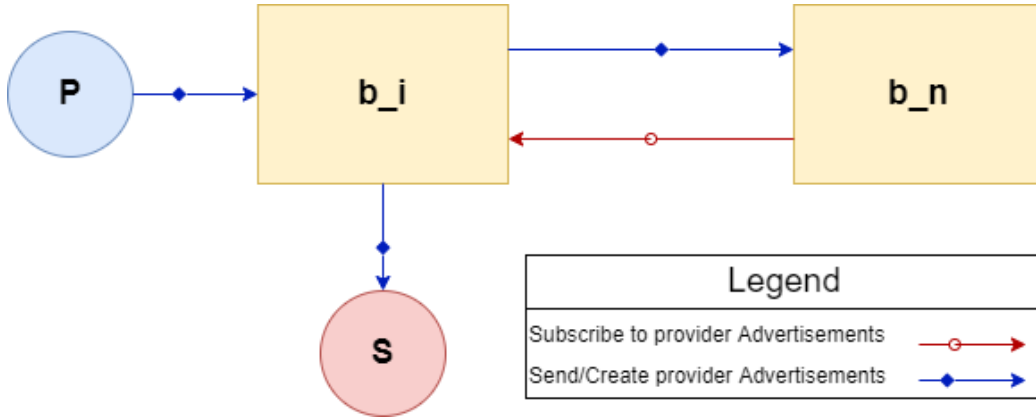 P
b_i
b_n
S
Legend
Subscribe to provider Advertisements
Send/Create provider Advertisements